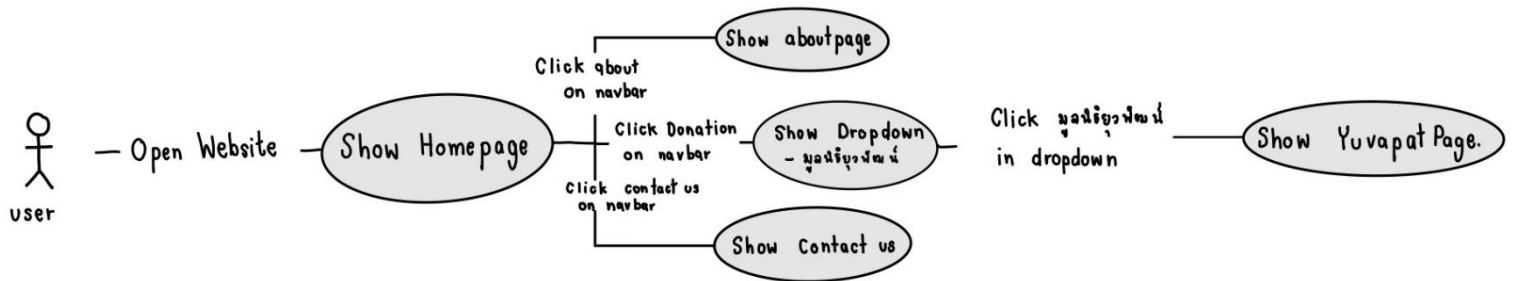 Show aboutpage
Click about
on navbar
user
Open Website
Show Homepage
Click Donation
on navbar
Show Dropdown
- มูลนิธิยุวพัฒน์
Click มูลนิธิยุวพัฒน์
in dropdown
Show Yuvapat Page.
Click contact us
on navbar
Show Contact us